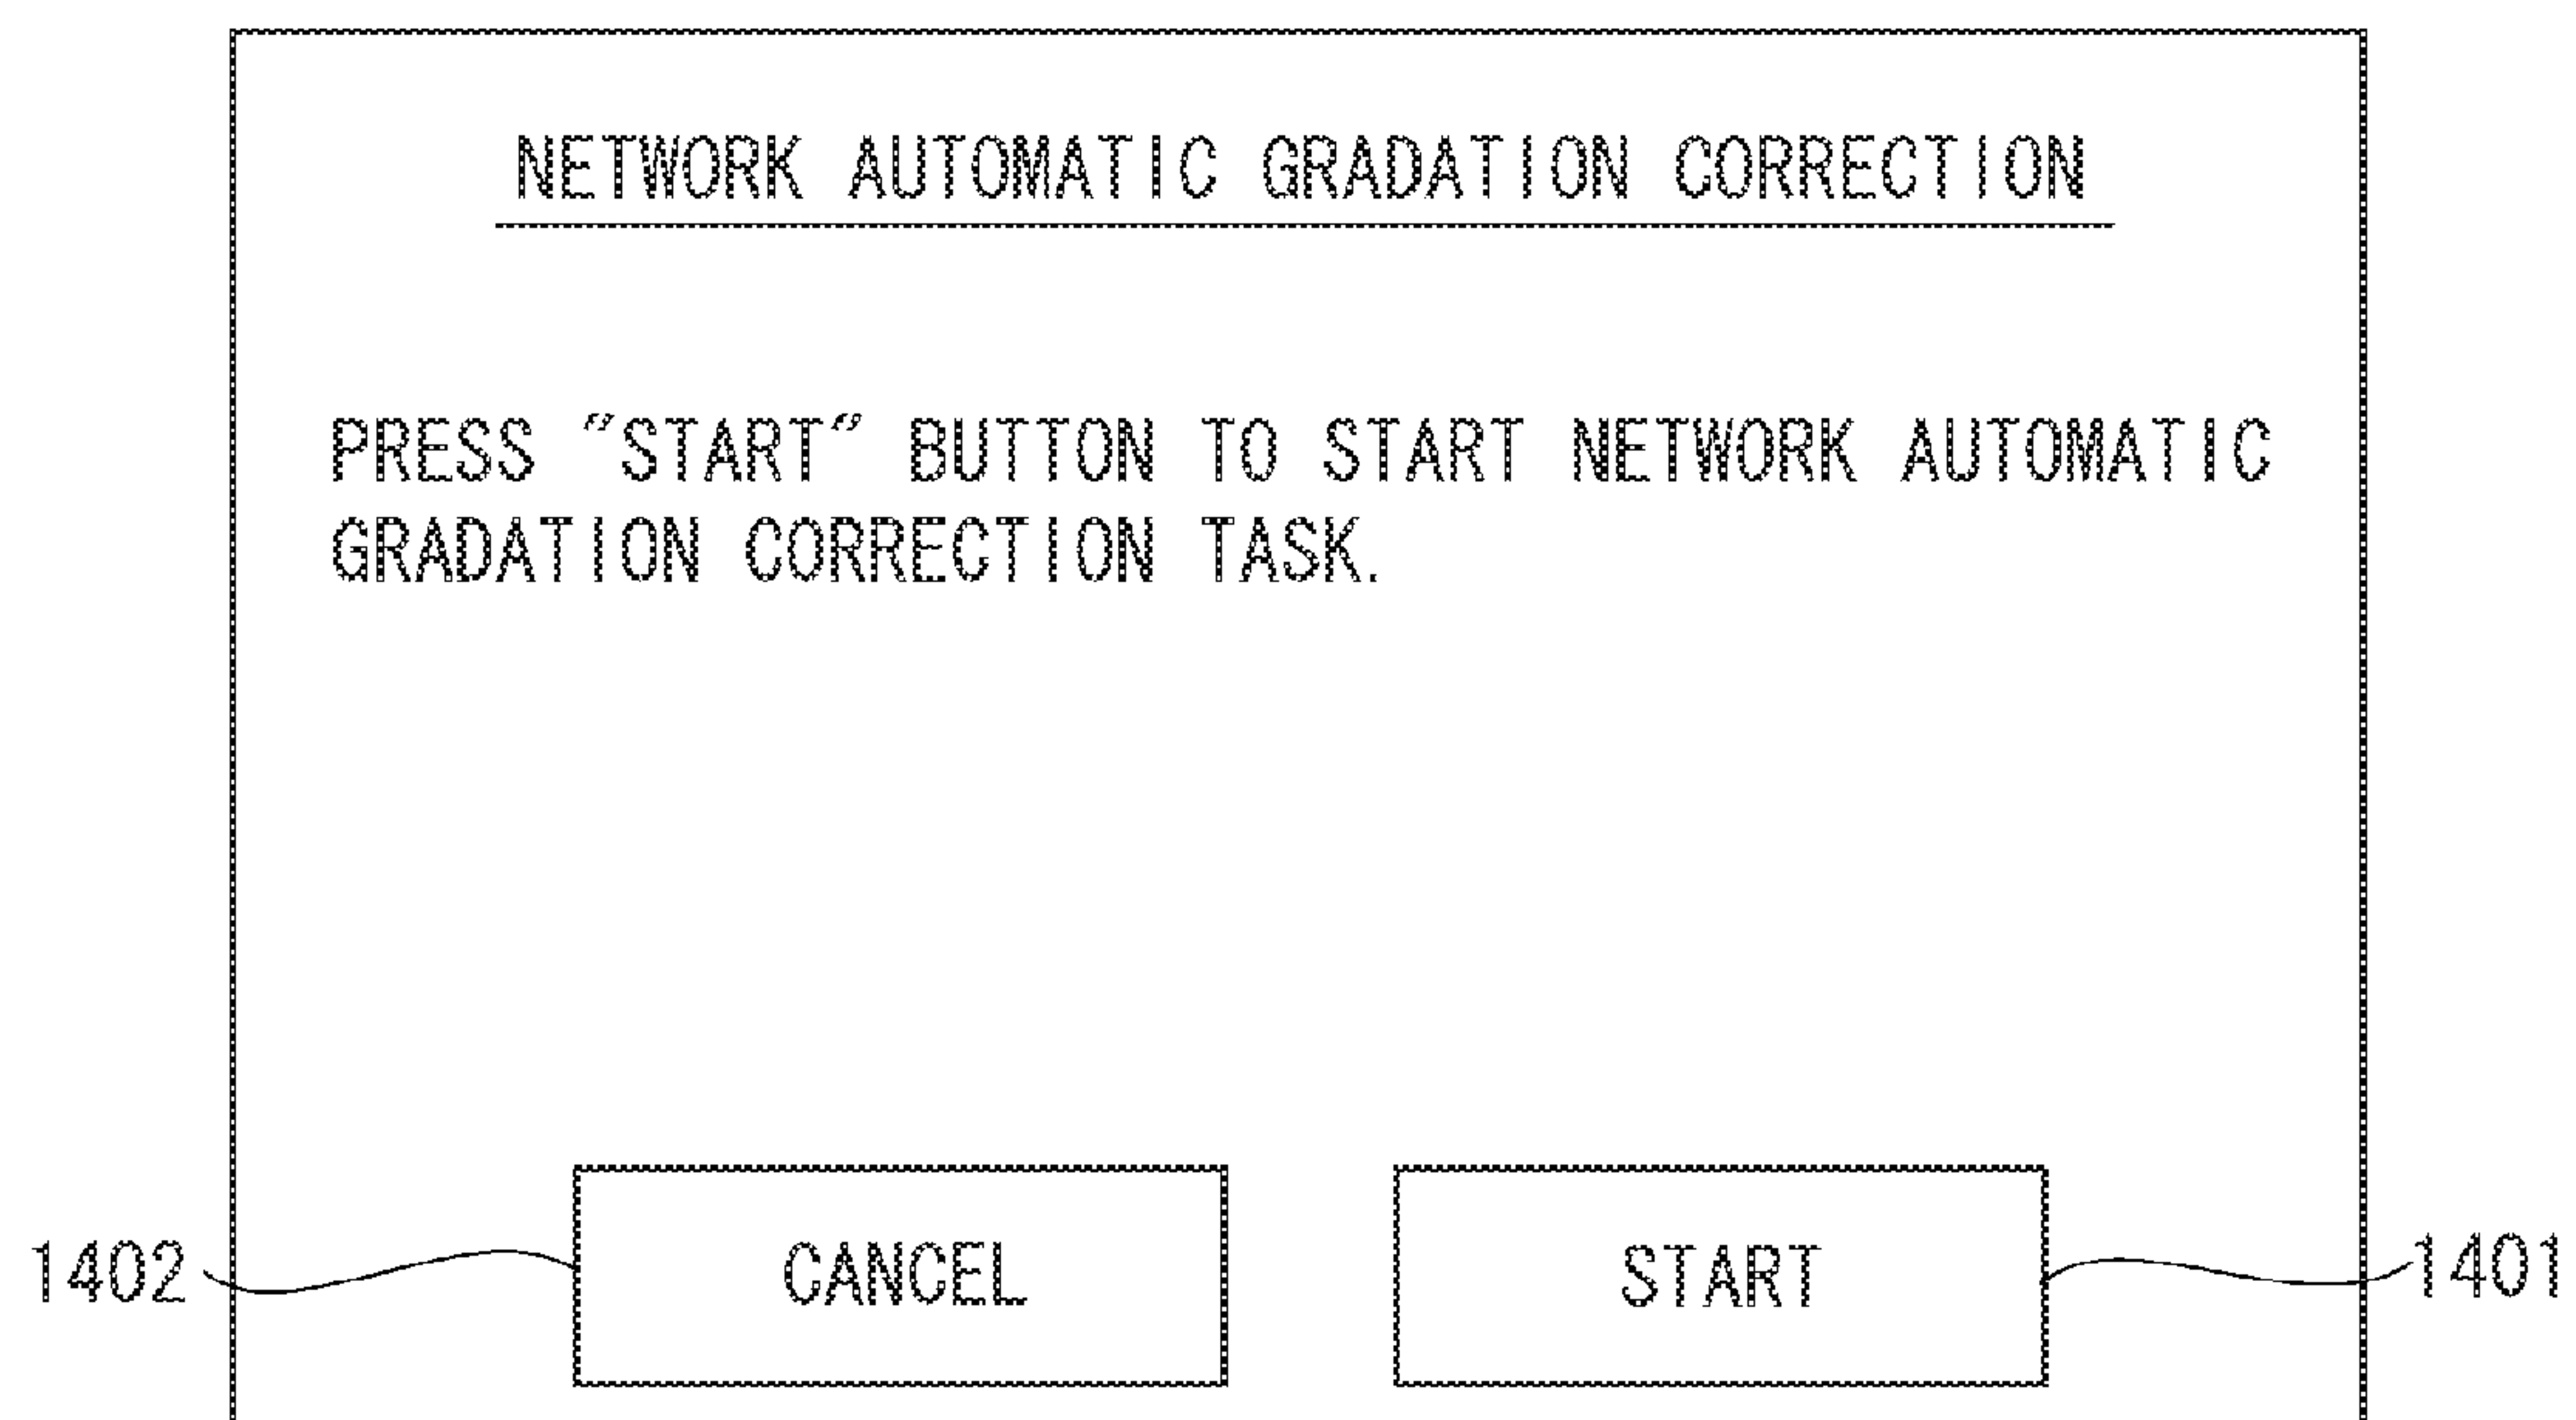 NETWORK AUTOMATIC GRADATION CORRECTION
PRESS "START" BUTTON TO START NETWORK AUTOMATIC
GRADATION CORRECTION TASK.
1402
CANCEL
START
1401